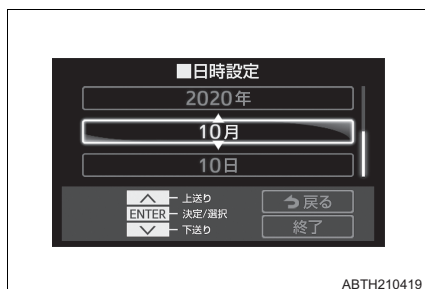 ■日時設定
2020年
10月
10日
上送り
ENTER 決定/選択
下送り
戻る
終了
ABTH210419